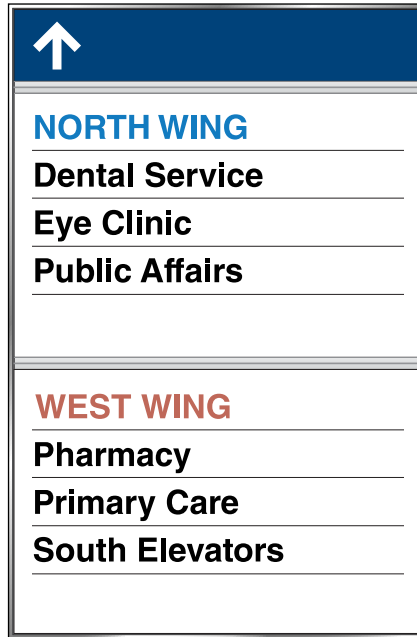 NORTH WING
Dental Service
Eye Clinic
Public Affairs
WEST WING
Pharmacy
Primary Care
South Elevators